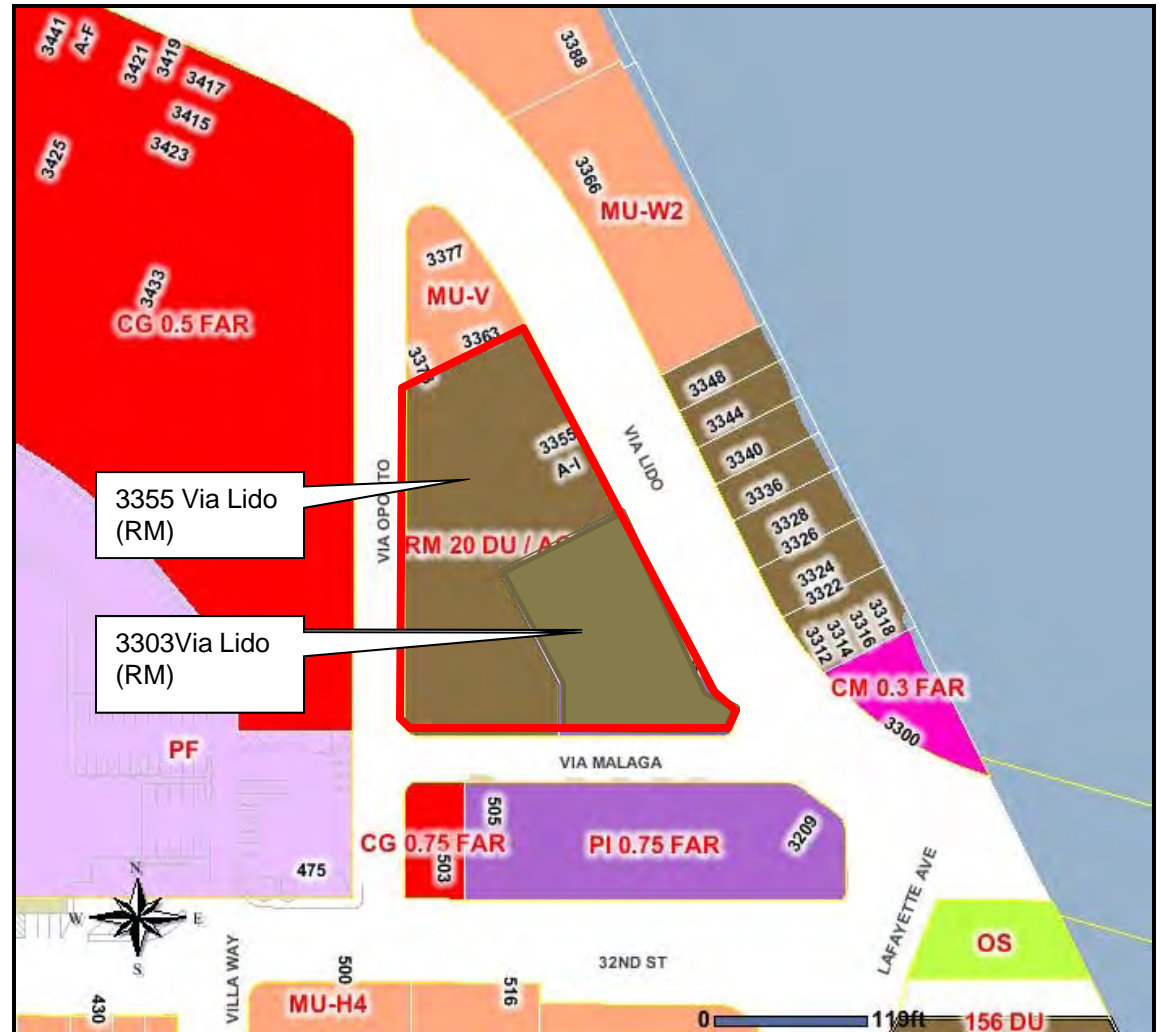 3441
A-F
3421
3419
3417
3415
3423
3425
3433
CG 0.5 FAR
3388
3366
MU-W2
3377
MU-V
3363
3355
A-I
VIA LIDO
VIA OPORTO
3355 Via Lido
(RM)
RM 20 DU /
3303Via Lido
(RM)
3348
3344
3340
3336
3328
3326
3324
3322
3318
3316
3314
3312
CM 0.3 FAR
3300
PF
VIA MALAGA
CG 0.75 FAR
505
503
PI 0.75 FAR
3209
475
N
W
E
S
LAFAYETTE AVE
OS
32ND ST
VILLA WAY
430
500
MU-H4
516
0
119ft
156 DU